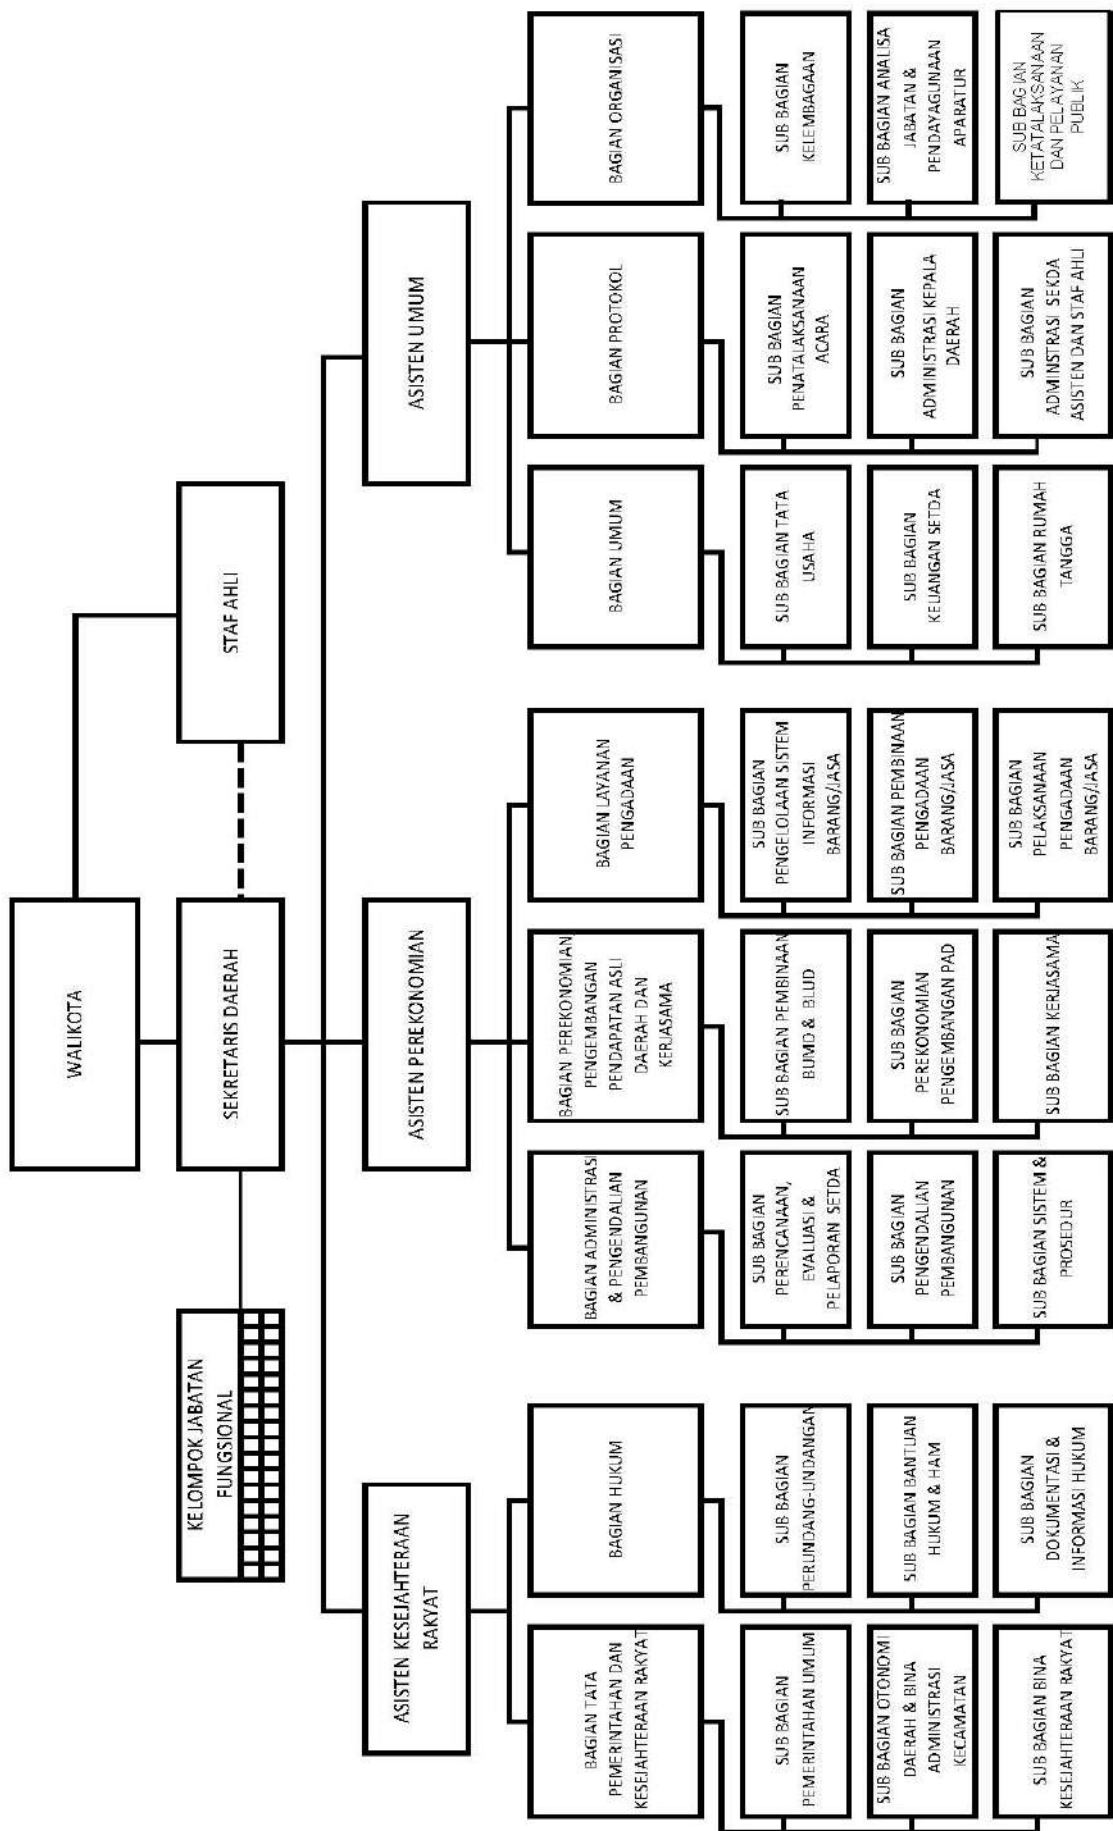 WALIKOTA
KELOMPOK JABATAN
FUNGSIONAL
SEKRETARIS DAERAH
STAF AHLI
ASISTEN KESEJAHTERAAN
RAKYAT
ASISTEN PEREKONOMIAN
ASISTEN UMUM
BAGIAN TATA
PEMERINTAHAN DAN
KESEJAHTERAAN RAKYAT
BAGIAN HUKUM
BAGIAN ADMINISTRASI
& PENGENDALIAN
PEMBANGUNAN
BAGIAN PEREKONOMIAN
PENGEMBANGAN
PENDAPATAN ASLI
DAERAH DAN
KERJASAMA
BAGIAN LAYANAN
PENGADAAN
BAGIAN UMUM
BAGIAN PROTOKOL
BAGIAN ORGANISASI
SUB BAGIAN
PEMERINTAHAN UMUM
SUB BAGIAN
PERUNDANG-UNDANGAN
SUB BAGIAN
PERENCANAAN,
EVALUASI &
PELAPORAN SETDA
SUB BAGIAN PEMBINAAN
BUMD & BLUD
SUB BAGIAN
PENGELOLAAN SISTEM
INFORMASI
BARANG/JASA
SUB BAGIAN TATA
USAHA
SUB BAGIAN
PENATALAKSANAAN
ACARA
SUB BAGIAN
KELEMBAGAAN
SUB BAGIAN OTONOMI
DAERAH & BINA
ADMINISTRASI
KECAMATAN
SUB BAGIAN BANTUAN
HUKUM & HAM
SUB BAGIAN
PENGENDALIAN
PEMBANGUNAN
SUB BAGIAN
PEREKONOMIAN
PENGEMBANGAN PAD
SUB BAGIAN PEMBINAAN
PENGADAAN
BARANG/JASA
SUB BAGIAN
KEUANGAN SETDA
SUB BAGIAN
ADMINISTRASI KEPALA
DAERAH
SUB BAGIAN ANALISA
JABATAN &
PENDAYAGUNAAN
APARATUR
SUB BAGIAN BINA
KESEJAHTERAAN RAKYAT
SUB BAGIAN
DOKUMENTASI &
INFORMASI HUKUM
SUB BAGIAN SISTEM &
PROSEDUR
SUB BAGIAN KERJASAMA
SUB BAGIAN
PELAKSANAAN
PENGADAAN
BARANG/JASA
SUB BAGIAN RUMAH
TANGGA
SUB BAGIAN
ADMINSTRASI SEKDA
ASISTEN DAN STAF AHLI
SUB BAGIAN
KETATALAKSANAAN
DAN PELAYANAN
PUBLIK